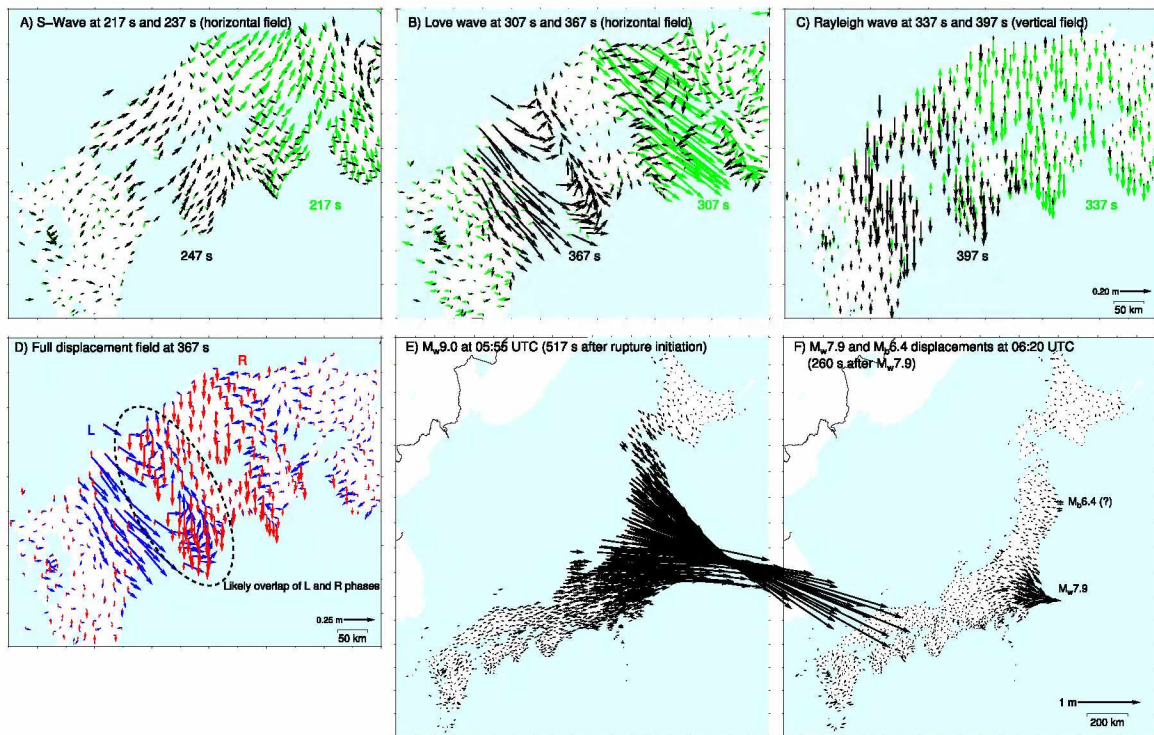 A) S-Wave at 217 s and 237 s (horizontal field)
217 s
247 s
B) Love wave at 307 s and 367 s (horizontal field)
307 s
367 s
C) Rayleigh wave at 337 s and 397 s (vertical field)
337 s
397 s
0.20 m
50 km
D) Full displacement field at 367 s
R
L
Likely overlap of L and R phases
0.25 m
50 km
E) Mw9.0 at 05:55 UTC (517 s after rupture initiation)
F) Mw7.9 and Mb6.4 displacements at 06:20 UTC
(260 s after Mw7.9)
Mb6.4 (?)
Mw7.9
1 m
200 km